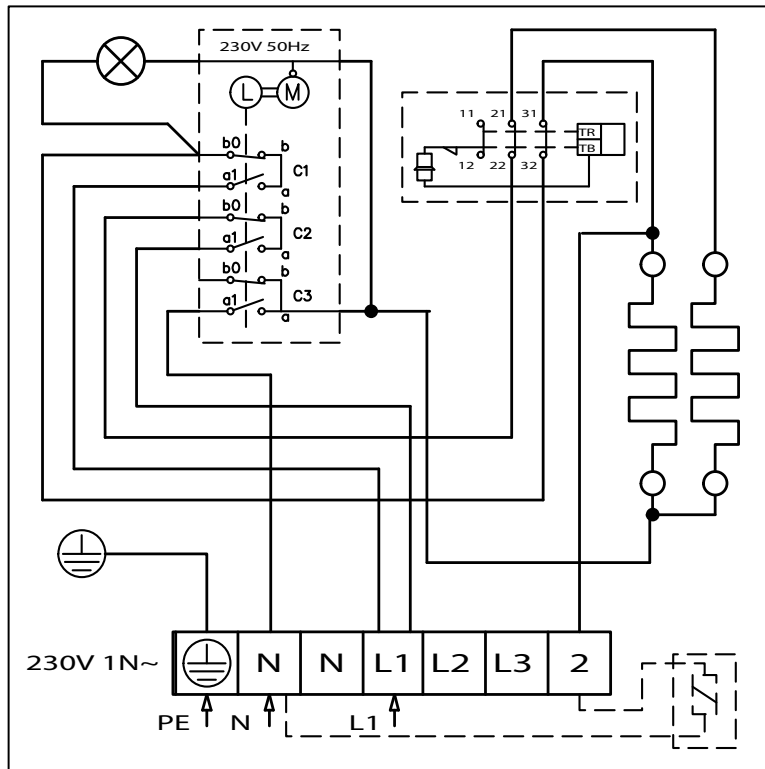 230V 50Hz
L M
11 21 31
TR
TB
12 22 32
b0 b
C1
a1 a
b0 b
C2
a1 a
b0 b
C3
a1 a
230V 1N~ N N L1 L2 L3 2
PE N L1